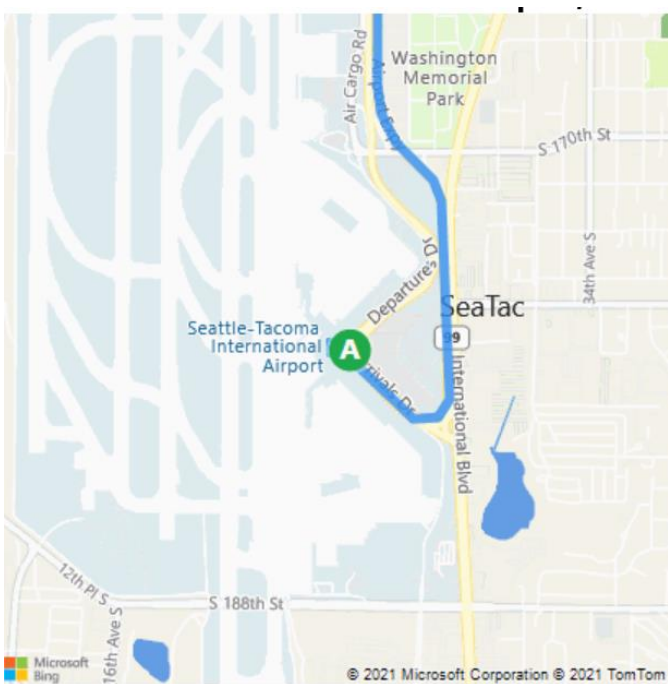 Washington
Memorial
Park
Air Cargo Rd
Airport Expy
S 170th St
34th Ave S
Departures Dr
SeaTac
Seattle-Tacoma
International
Airport
A
99
Arrivals Dr
International Blvd
12th Pl S
S 188th St
16th Ave S
Microsoft
Bing
© 2021 Microsoft Corporation © 2021 TomTom